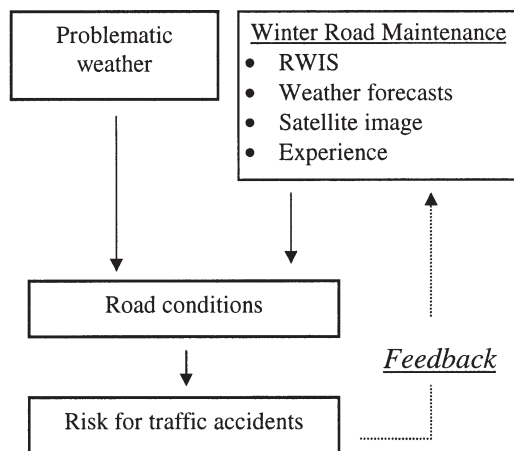 Problematic
weather
Winter Road Maintenance
• RWIS
• Weather forecasts
• Satellite image
• Experience
Road conditions
Feedback
Risk for traffic accidents